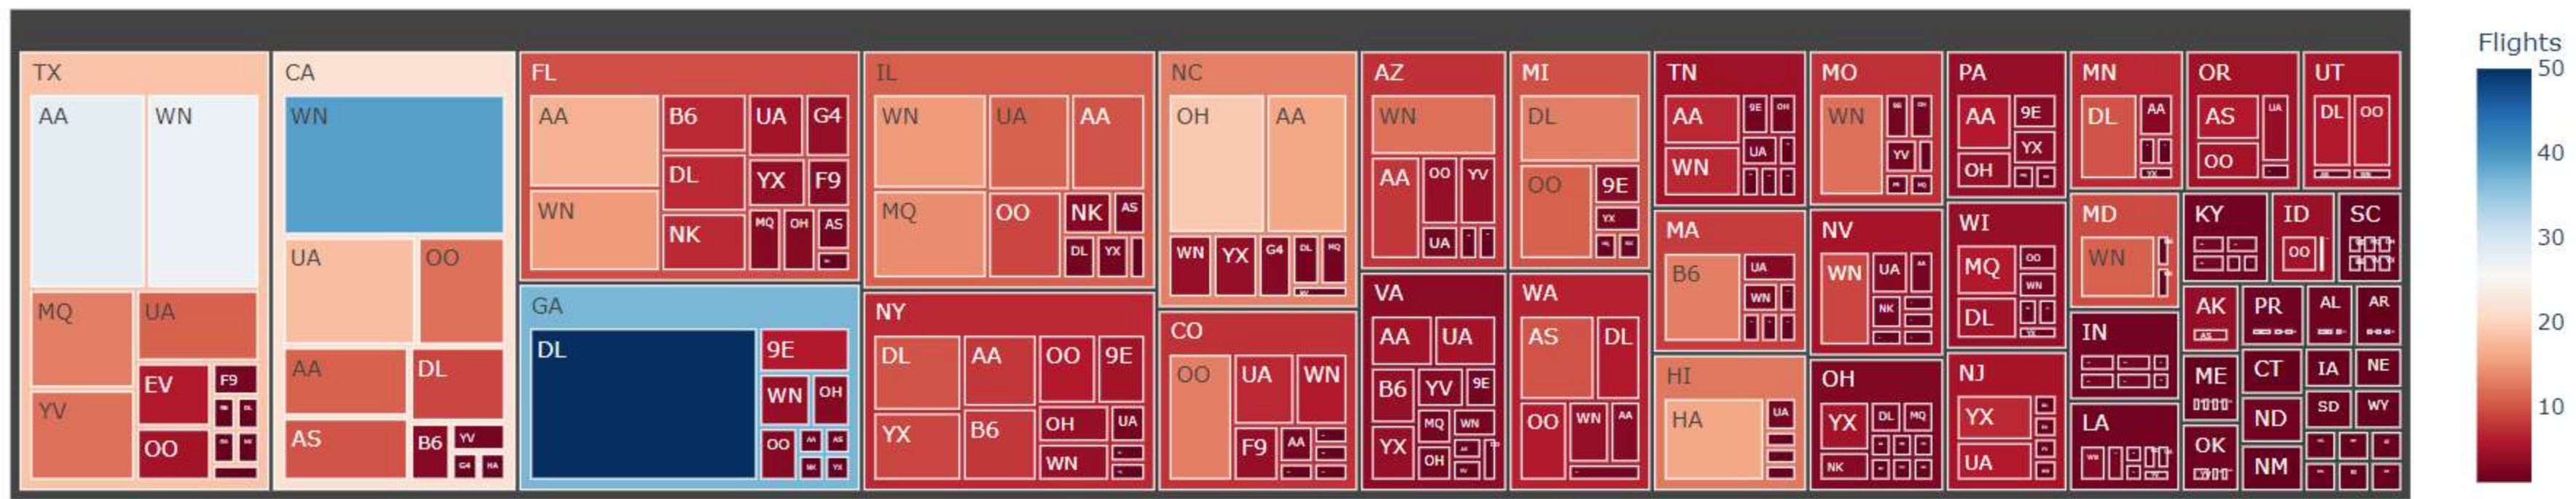 TX
AA
WN
MQ
UA
YV
EV
F9
OO
CA
WN
UA
OO
AA
DL
AS
B6
YV
G4
HA
FL
AA
WN
B6
DL
NK
UA
G4
YX
F9
MQ
OH
AS
GA
DL
9E
WN
OH
OO
AA
AS
NK
YX
IL
WN
UA
AA
MQ
OO
NK
AS
DL
YX
NY
DL
AA
OO
9E
YX
B6
OH
UA
WN
NC
OH
AA
WN
YX
G4
DL
MQ
CO
OO
UA
WN
F9
AA
AZ
WN
AA
OO
YV
UA
VA
AA
UA
B6
YV
9E
YX
MQ
WN
OH
MI
DL
OO
9E
YX
WA
AS
DL
OO
WN
AA
TN
AA
WN
9E
OH
UA
MA
B6
UA
WN
HI
HA
UA
MO
WN
YV
NV
WN
UA
NK
OH
YX
DL
MQ
NK
PA
AA
9E
YX
OH
WI
MQ
OO
WN
DL
NJ
YX
UA
MN
DL
AA
YX
MD
WN
IN
LA
OR
AS
UA
OO
UT
DL
OO
KY
ID
OO
SC
AK
AS
PR
AL
AR
ME
CT
IA
NE
OK
ND
SD
WY
NM
Flights
50
40
30
20
10